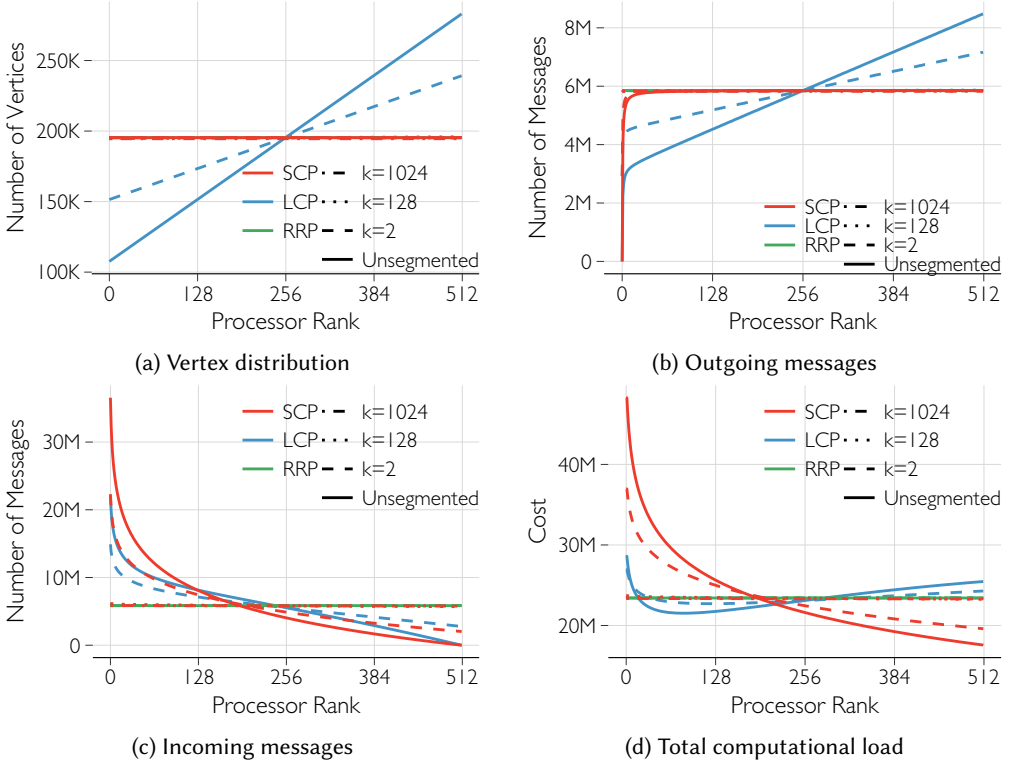 Number of Vertices
250K
200K
150K
100K
SCP k=1024
LCP k=128
RRP k=2
Unsegmented
0 128 256 384 512
Processor Rank
(a) Vertex distribution
Number of Messages
8M
6M
4M
2M
0
SCP k=1024
LCP k=128
RRP k=2
Unsegmented
0 128 256 384 512
Processor Rank
(b) Outgoing messages
Number of Messages
30M
20M
10M
0
SCP k=1024
LCP k=128
RRP k=2
Unsegmented
0 128 256 384 512
Processor Rank
(c) Incoming messages
Cost
40M
30M
20M
SCP k=1024
LCP k=128
RRP k=2
Unsegmented
0 128 256 384 512
Processor Rank
(d) Total computational load